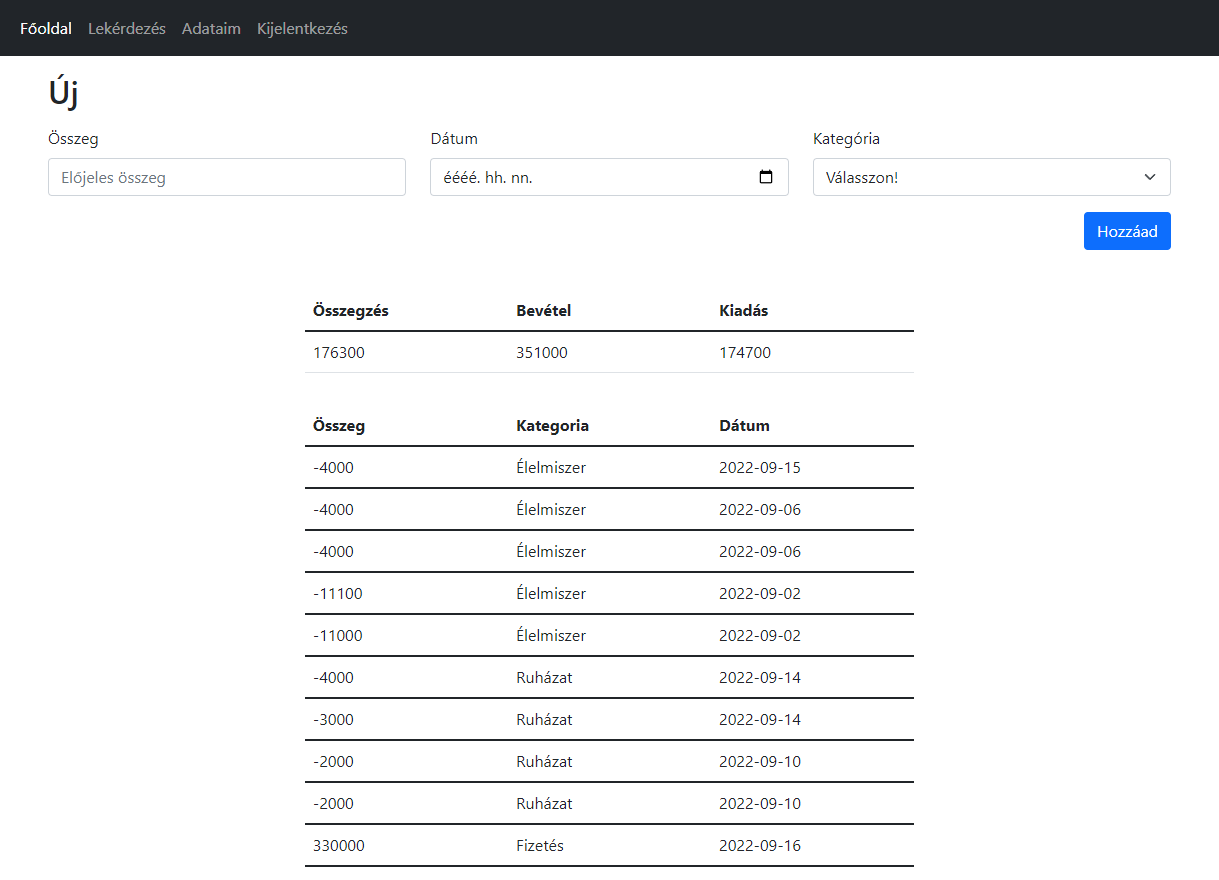 Főoldal Lekérdezés Adataim Kijelentkezés
Új
Összeg Dátum Kategória
Előjeles összeg éééé. hh. nn. Válasszon!
Hozzáad
Összegzés Bevétel Kiadás
176300 351000 174700
Összeg Kategoria Dátum
-4000 Élelmiszer 2022-09-15
-4000 Élelmiszer 2022-09-06
-4000 Élelmiszer 2022-09-06
-11100 Élelmiszer 2022-09-02
-11000 Élelmiszer 2022-09-02
-4000 Ruházat 2022-09-14
-3000 Ruházat 2022-09-14
-2000 Ruházat 2022-09-10
-2000 Ruházat 2022-09-10
330000 Fizetés 2022-09-16